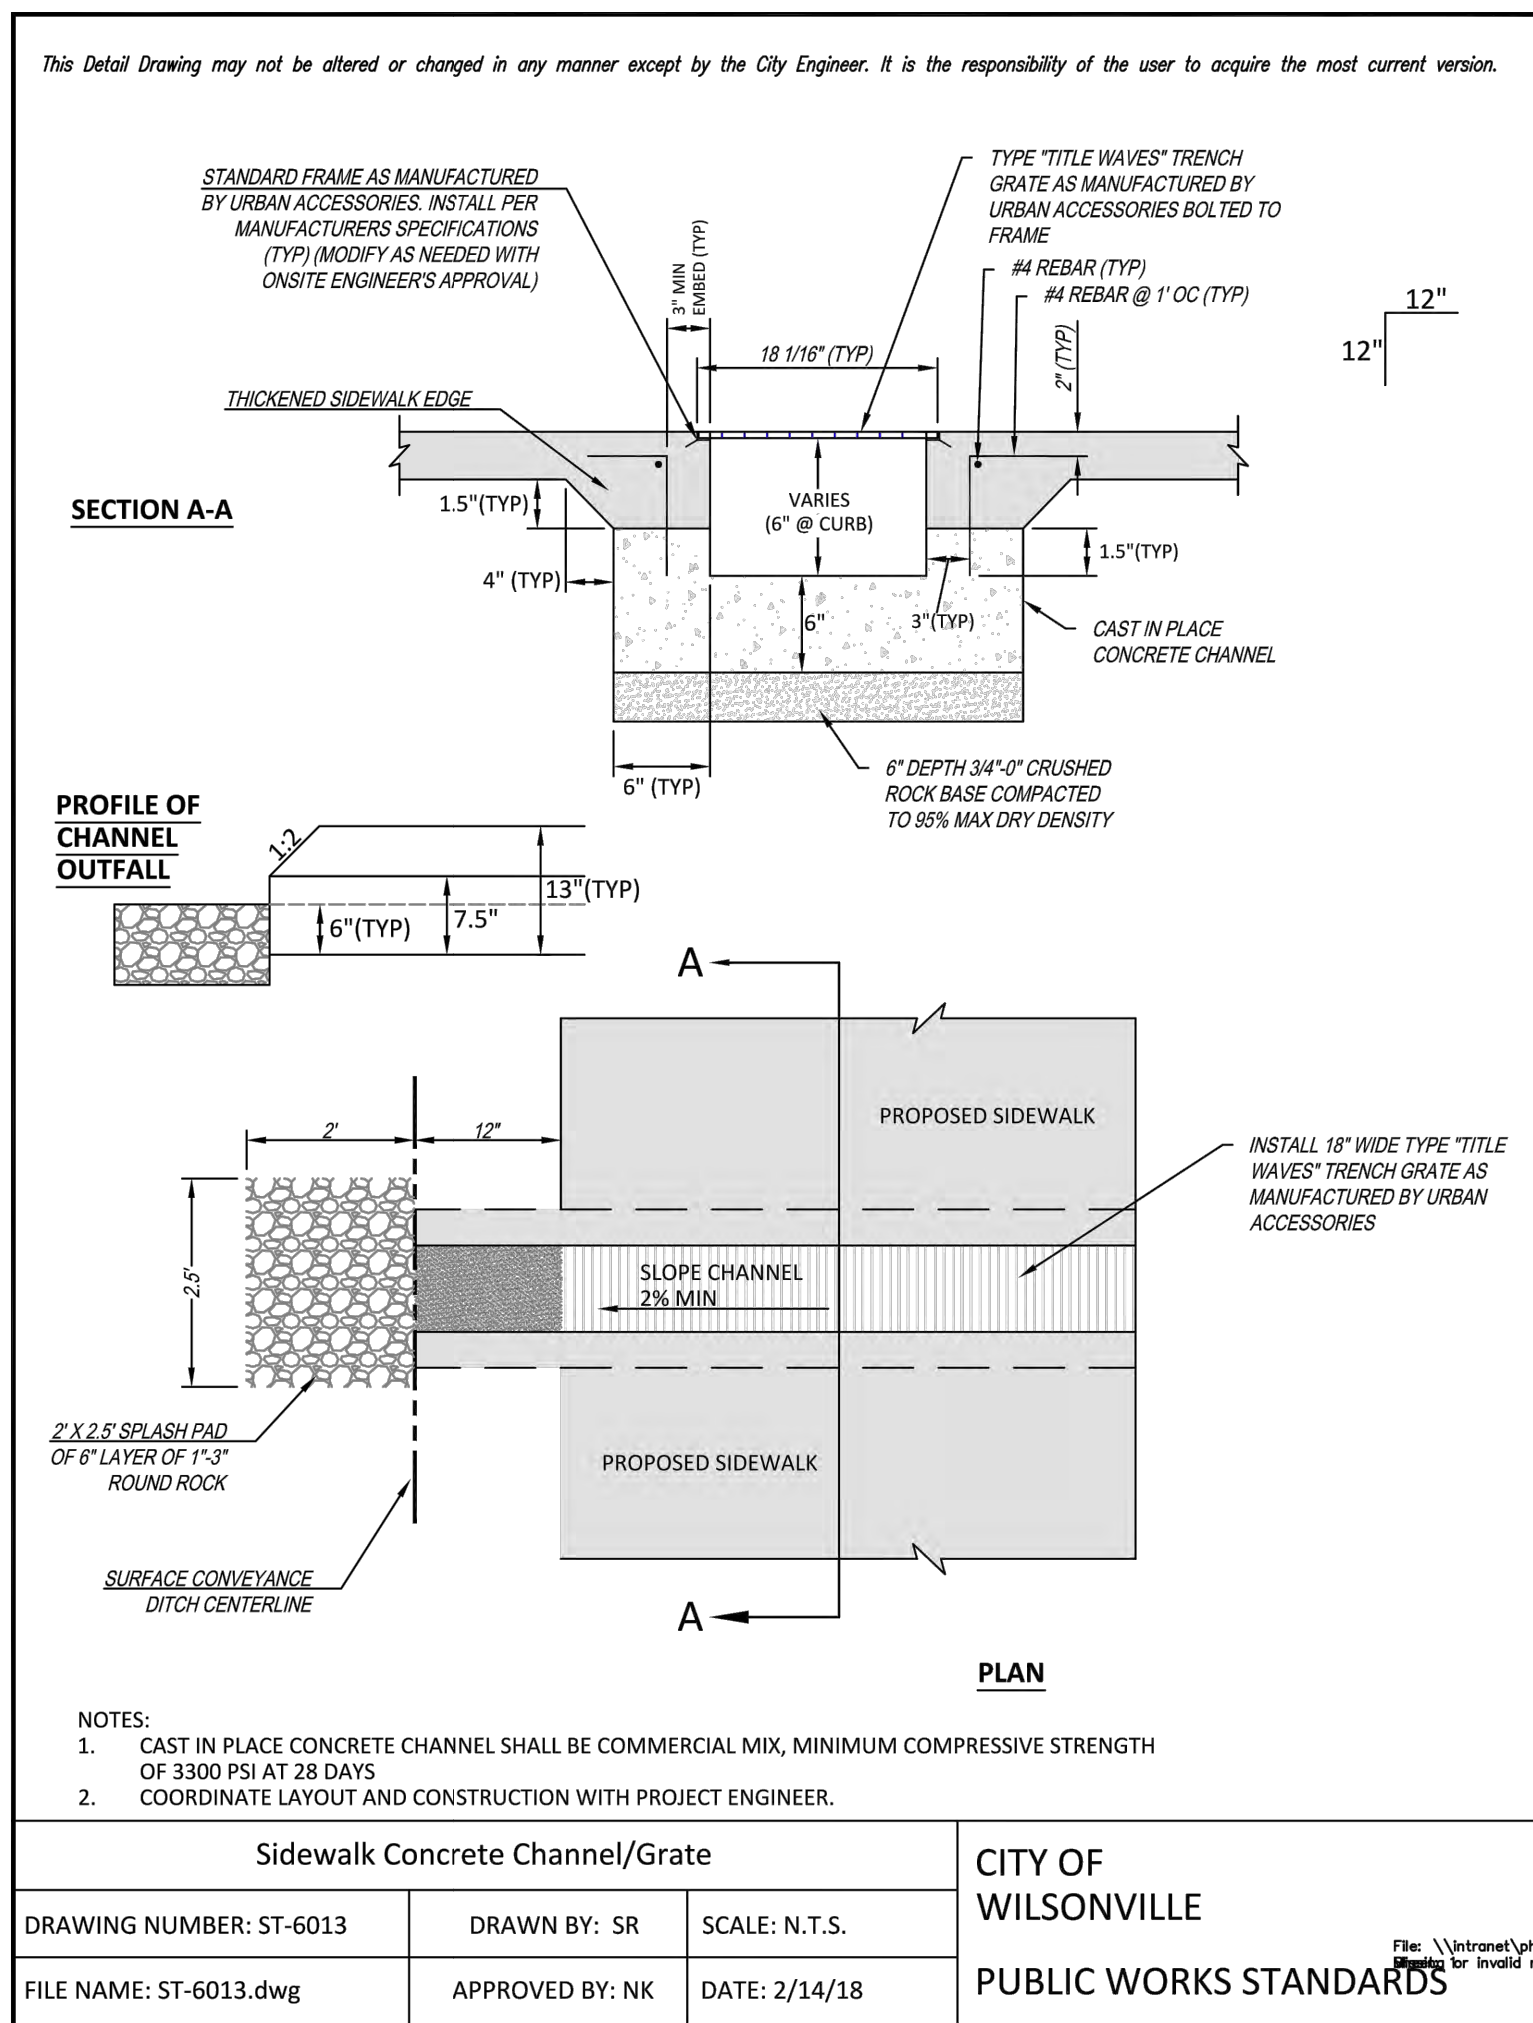 This Detail Drawing may not be altered or changed in any manner except by the City Engineer. It is the responsibility of the user to acquire the most current version.
STANDARD FRAME AS MANUFACTURED
BY URBAN ACCESSORIES. INSTALL PER
MANUFACTURERS SPECIFICATIONS
(TYP) (MODIFY AS NEEDED WITH
ONSITE ENGINEER'S APPROVAL)
3" MIN
EMBED (TYP)
TYPE "TITLE WAVES" TRENCH
GRATE AS MANUFACTURED BY
URBAN ACCESSORIES BOLTED TO
FRAME
#4 REBAR (TYP)
#4 REBAR @ 1' OC (TYP)
12"
12"
18 1/16" (TYP)
2" (TYP)
THICKENED SIDEWALK EDGE
SECTION A-A
1.5"(TYP)
VARIES
(6" @ CURB)
1.5"(TYP)
4" (TYP)
6"
3"(TYP)
CAST IN PLACE
CONCRETE CHANNEL
6" (TYP)
6" DEPTH 3/4"-0" CRUSHED
ROCK BASE COMPACTED
TO 95% MAX DRY DENSITY
PROFILE OF
CHANNEL
OUTFALL
1:2
13"(TYP)
6"(TYP)
7.5"
A
PROPOSED SIDEWALK
2'
12"
INSTALL 18" WIDE TYPE "TITLE
WAVES" TRENCH GRATE AS
MANUFACTURED BY URBAN
ACCESSORIES
2.5'
SLOPE CHANNEL
2% MIN
2' X 2.5' SPLASH PAD
OF 6" LAYER OF 1"-3"
ROUND ROCK
PROPOSED SIDEWALK
SURFACE CONVEYANCE
DITCH CENTERLINE
A
PLAN
NOTES:
1. CAST IN PLACE CONCRETE CHANNEL SHALL BE COMMERCIAL MIX, MINIMUM COMPRESSIVE STRENGTH
OF 3300 PSI AT 28 DAYS
2. COORDINATE LAYOUT AND CONSTRUCTION WITH PROJECT ENGINEER.
Sidewalk Concrete Channel/Grate
DRAWING NUMBER: ST-6013
DRAWN BY: SR
SCALE: N.T.S.
FILE NAME: ST-6013.dwg
APPROVED BY: NK
DATE: 2/14/18
CITY OF
WILSONVILLE
PUBLIC WORKS STANDARDS
File: \\intranet\ph
or invalid